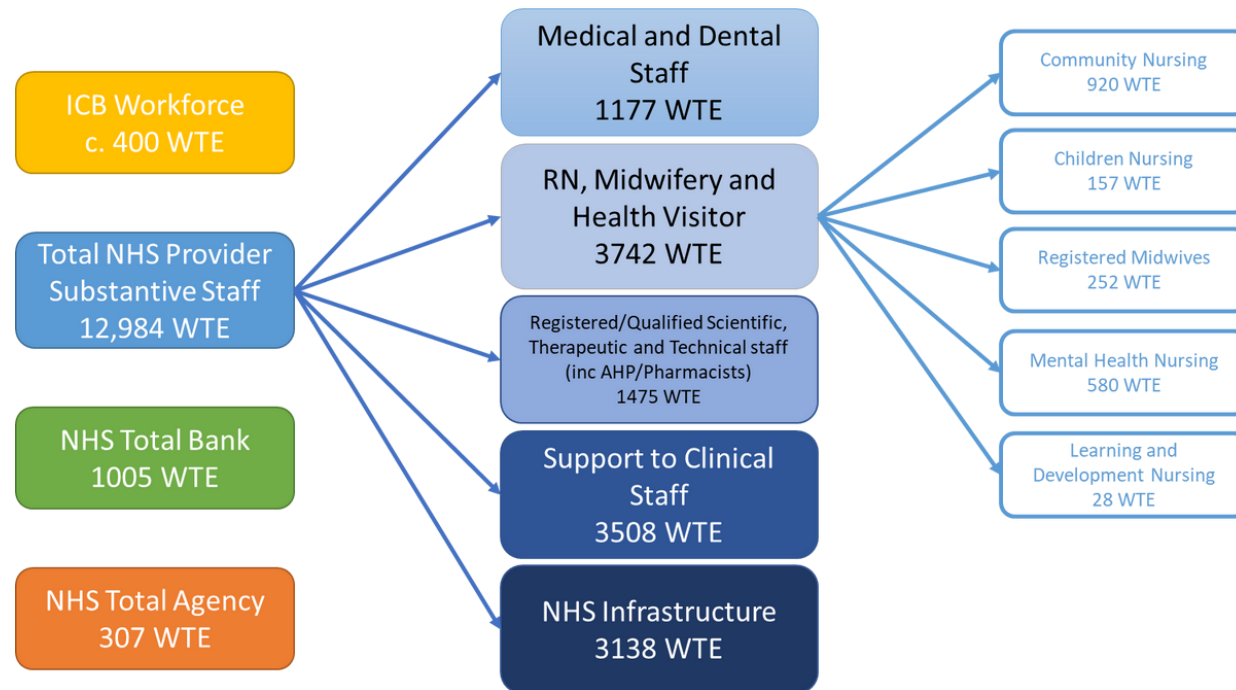 ICB Workforce
c. 400 WTE
Total NHS Provider
Substantive Staff
12,984 WTE
NHS Total Bank
1005 WTE
NHS Total Agency
307 WTE
Medical and Dental
Staff
1177 WTE
RN, Midwifery and
Health Visitor
3742 WTE
Registered/Qualified Scientific,
Therapeutic and Technical staff
(inc AHP/Pharmacists)
1475 WTE
Support to Clinical
Staff
3508 WTE
NHS Infrastructure
3138 WTE
Community Nursing
920 WTE
Children Nursing
157 WTE
Registered Midwives
252 WTE
Mental Health Nursing
580 WTE
Learning and
Development Nursing
28 WTE